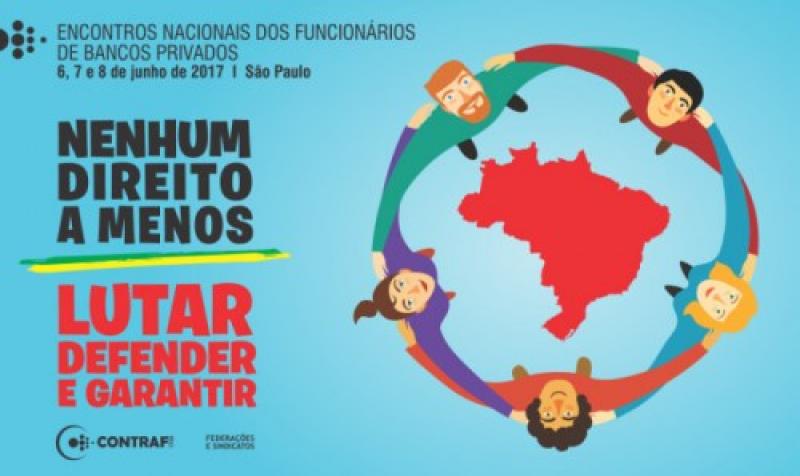 ENCONTROS NACIONAIS DOS FUNCIONÁRIOS
DE BANCOS PRIVADOS
6, 7 e 8 de junho de 2017 I São Paulo
NENHUM
DIREITO
A MENOS
LUTAR
DEFENDER
E GARANTIR
CONTRAF
FEDERAÇÕES
E SINDICATOS